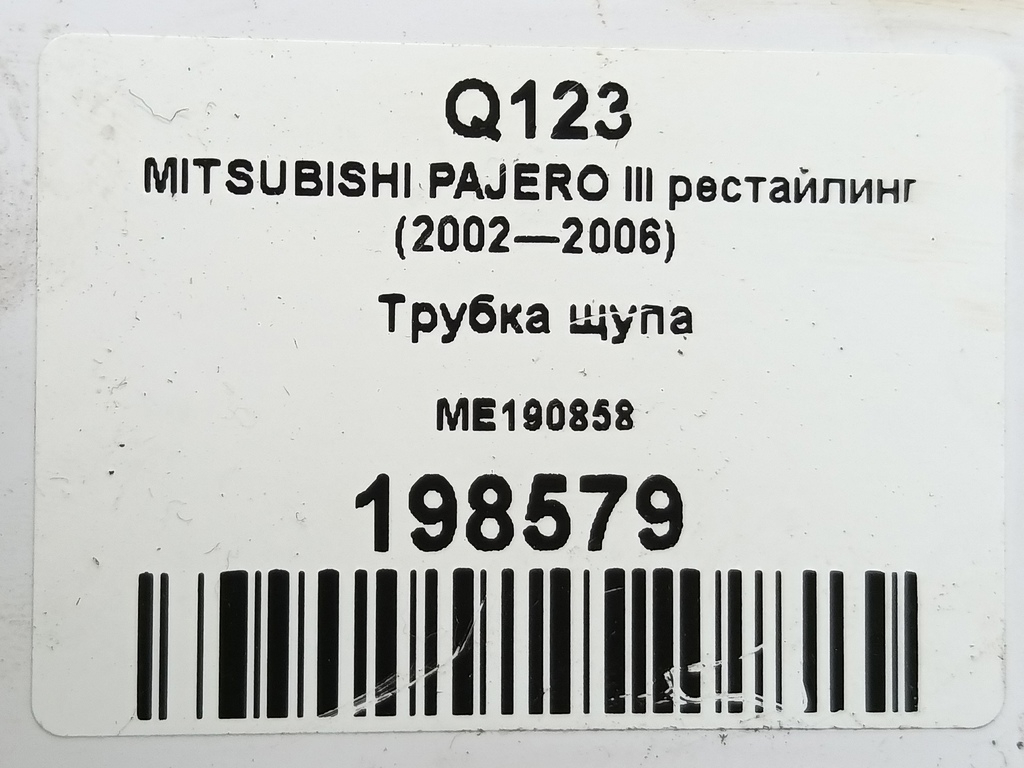 Q123
MITSUBISHI PAJERO III рестайлинг
(2002—2006)
Трубка щупа
ME190858
198579